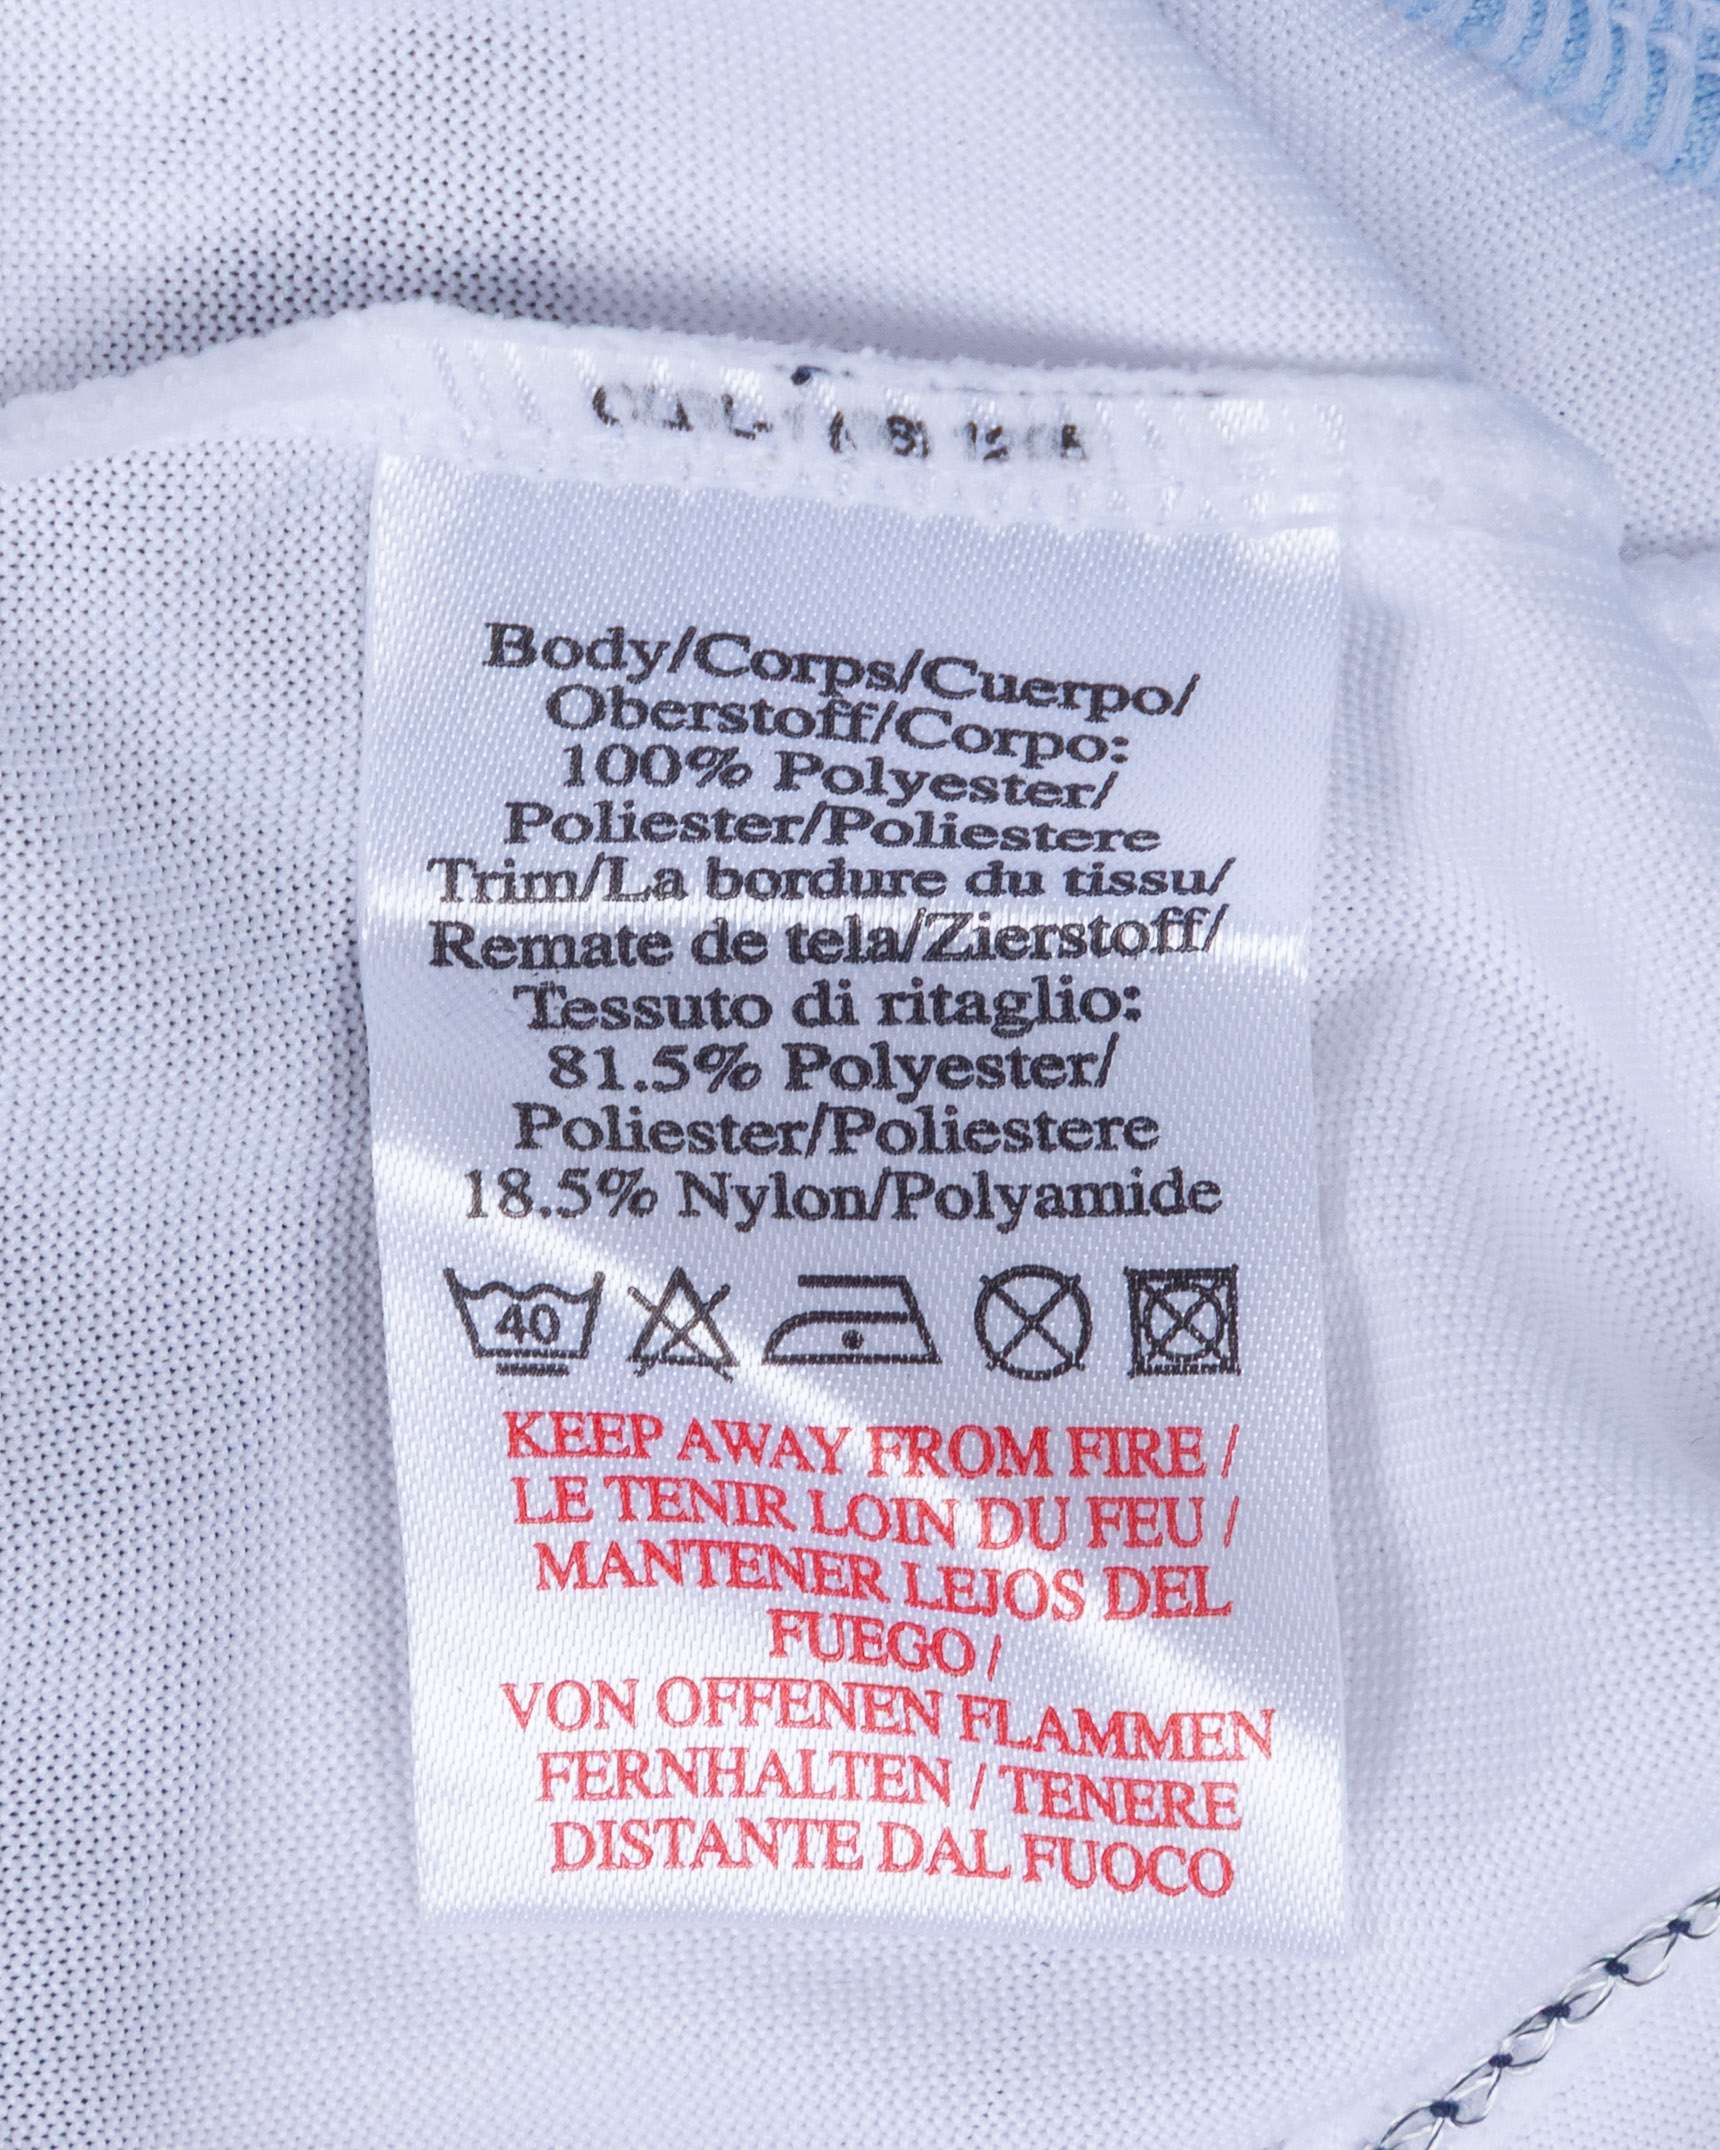 Body/Corps/Cuerpo/
Oberstoff/Corpo:
100% Polyester/
Poliester/Poliestere
Trim/La bordure du tissu/
Remate de tela/Zierstoff/
Tessuto di ritaglio:
81.5% Polyester/
Poliester/Poliestere
18.5% Nylon/Polyamide
40
KEEP AWAY FROM FIRE /
LE TENIR LOIN DU FEU /
MANTENER LEJOS DEL
FUEGO /
VON OFFENEN FLAMMEN
FERNHALTEN / TENERE
DISTANTE DAL FUOCO